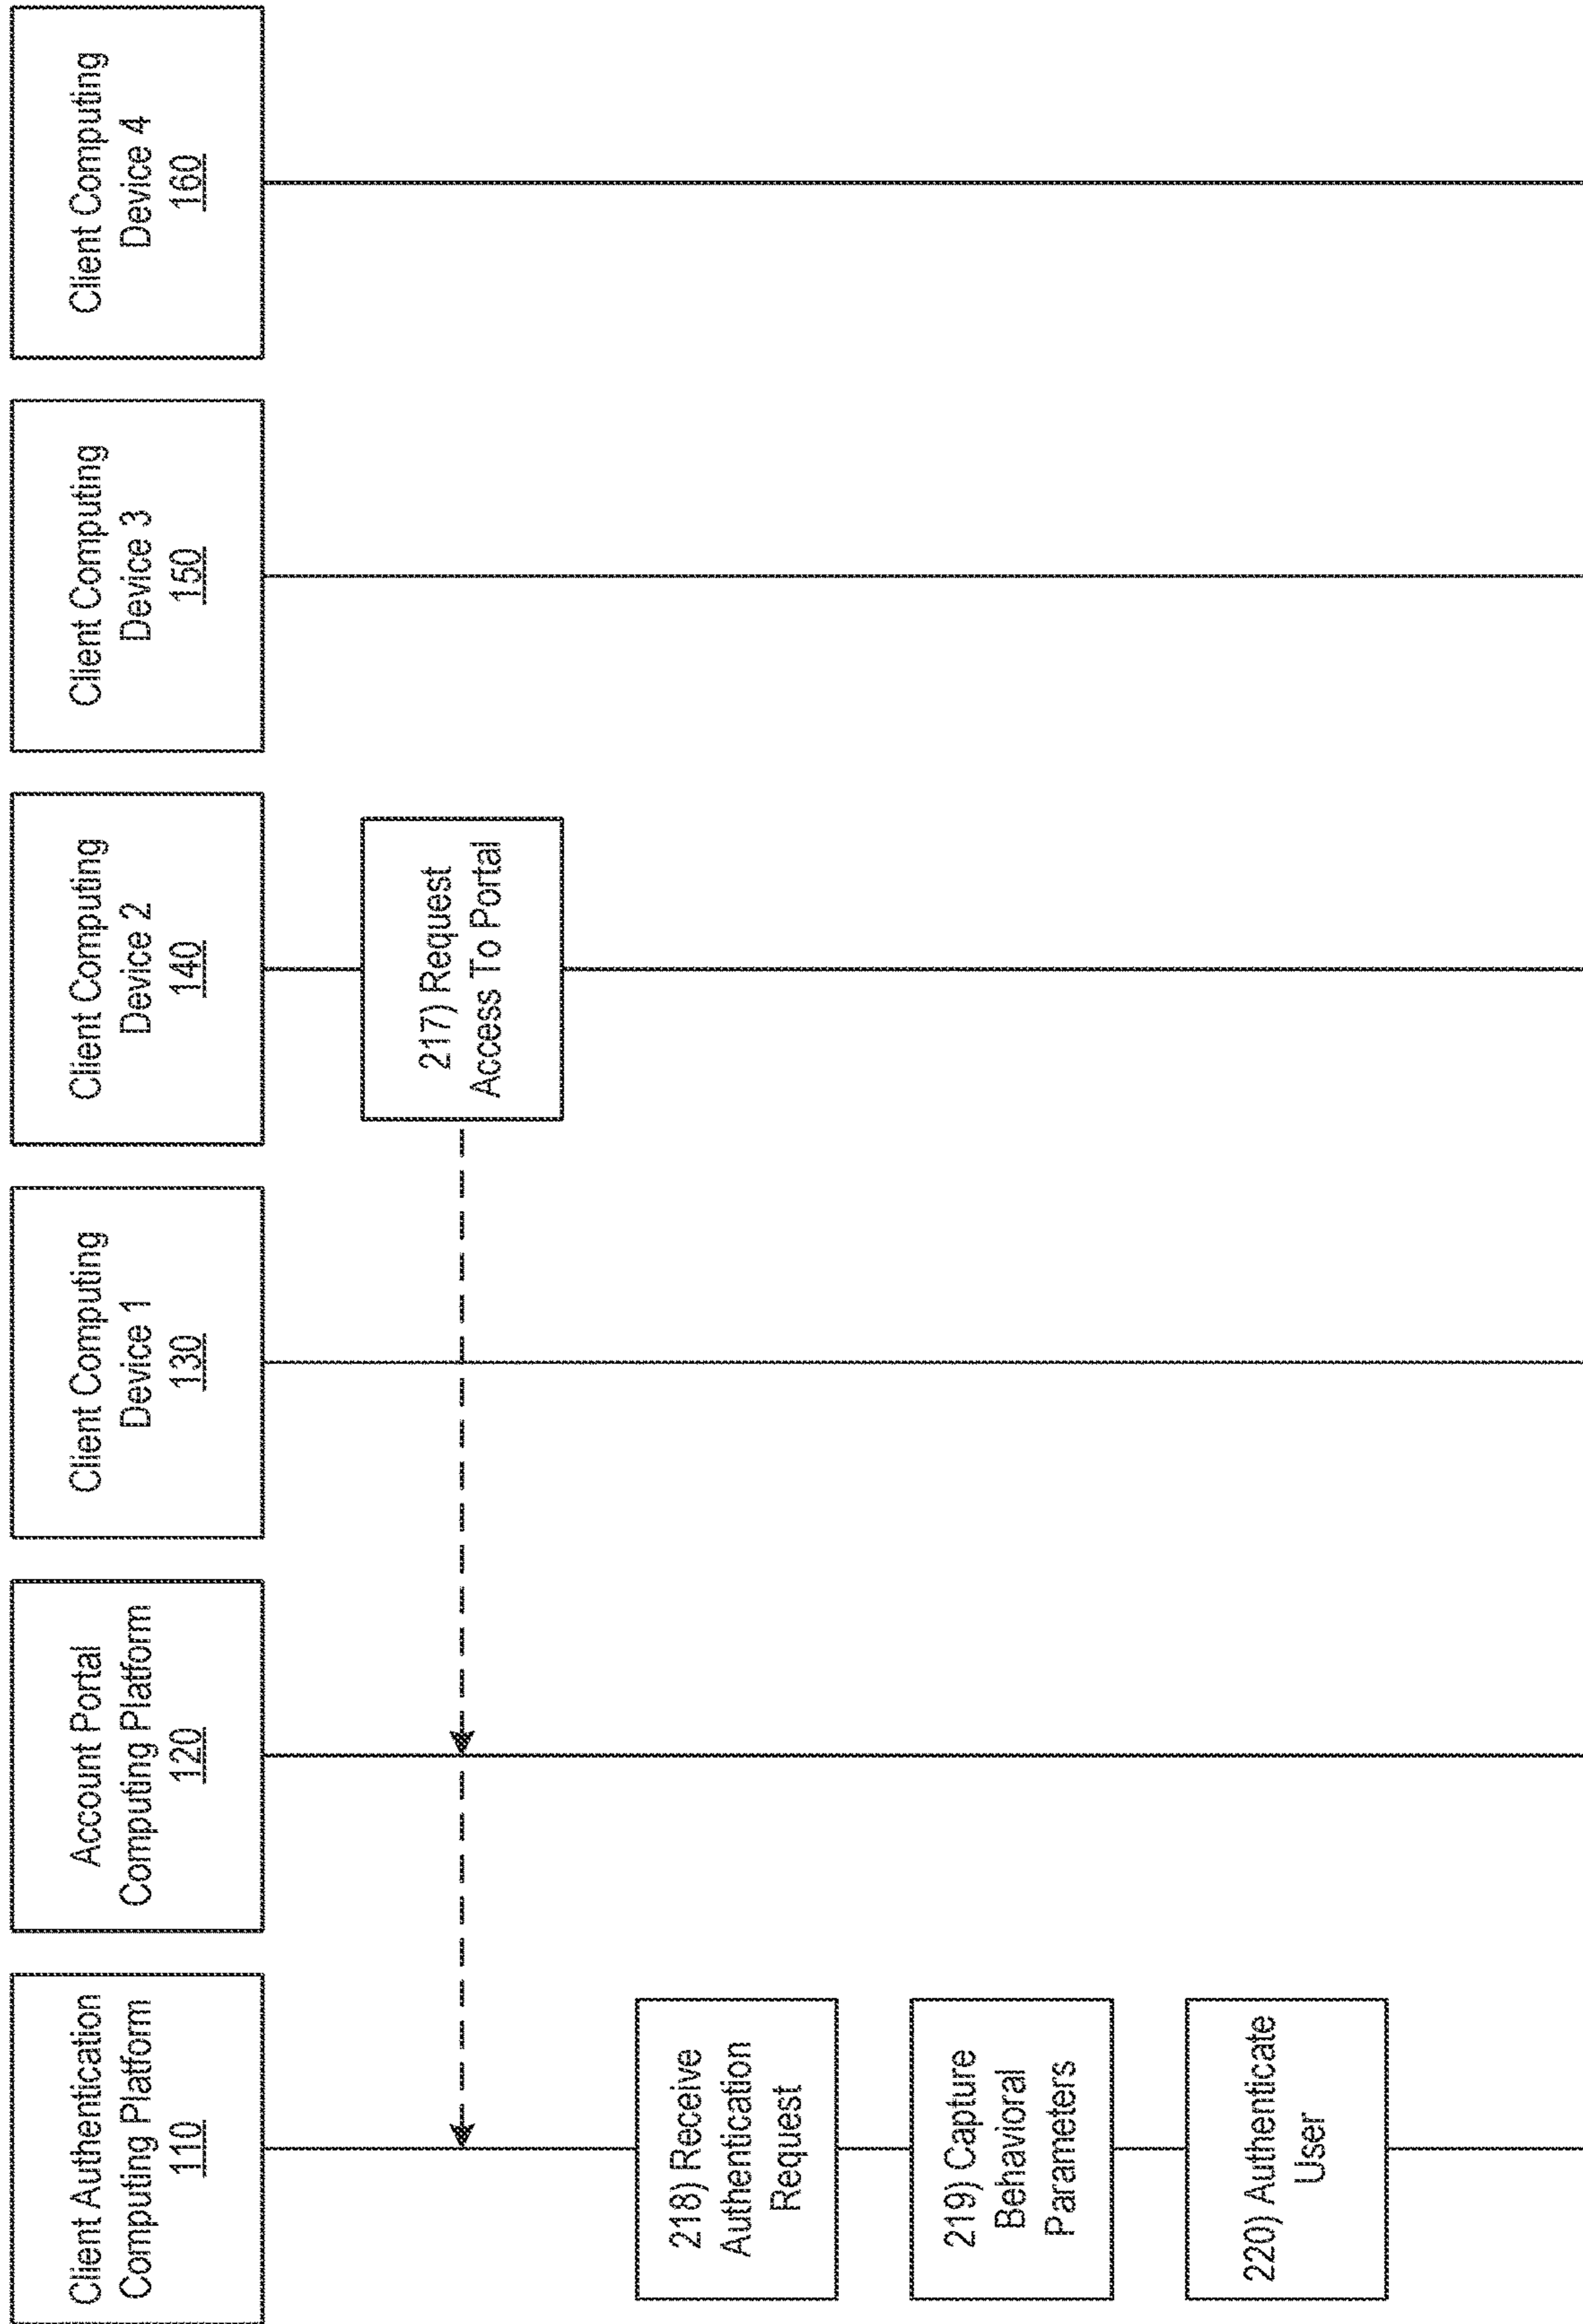 Client Authentication
Computing Platform
110
Account Portal
Computing Platform
120
Client Computing
Device 1
130
Client Computing
Device 2
140
Client Computing
Device 3
150
Client Computing
Device 4
160
217) Request
Access To Portal
218) Receive
Authentication
Request
219) Capture
Behavioral
Parameters
220) Authenticate
User